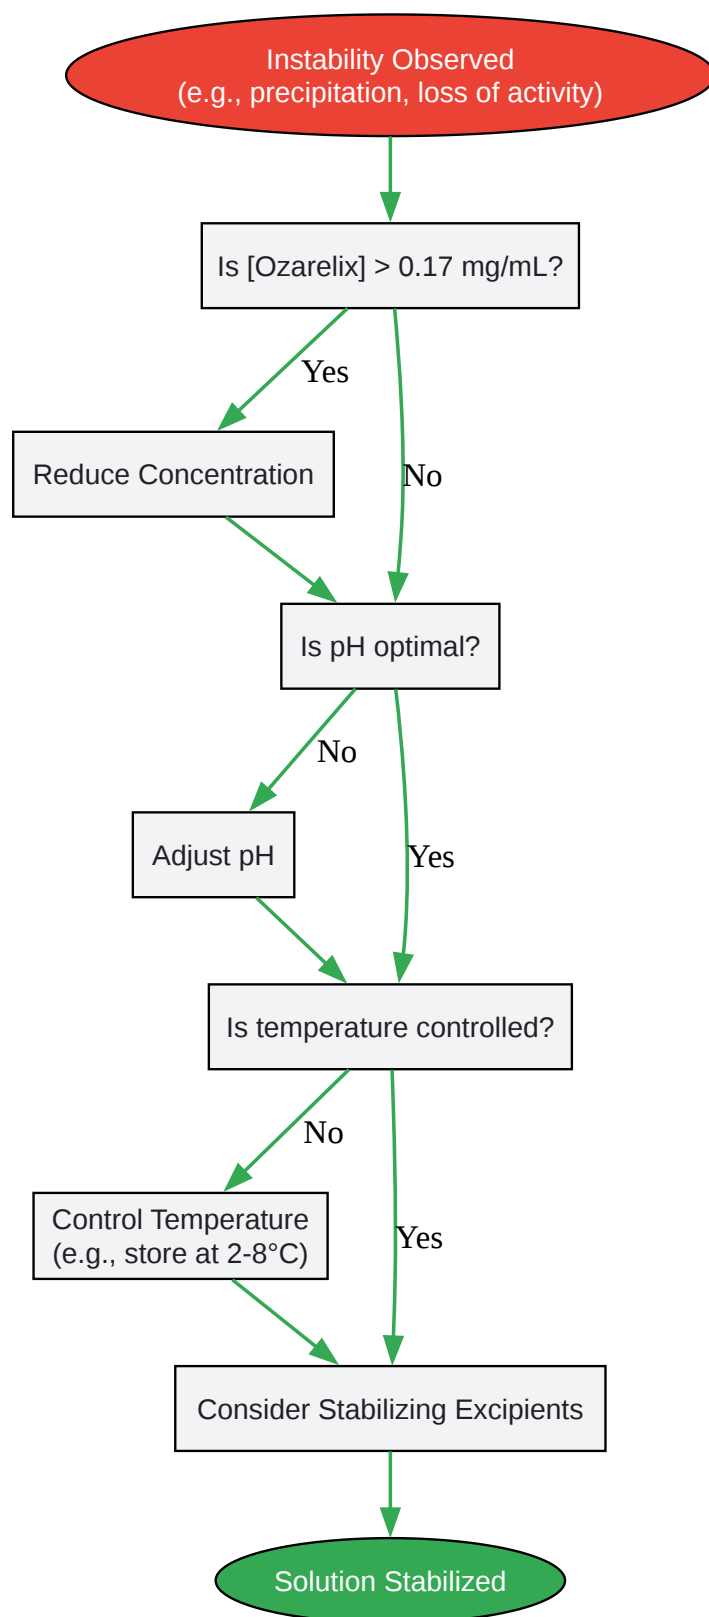 Instability Observed
(e.g., precipitation, loss of activity)
Is [Ozarelix] > 0.17 mg/mL?
Yes
Reduce Concentration
No
Is pH optimal?
No
Adjust pH
Yes
Is temperature controlled?
No
Control Temperature
(e.g., store at 2-8°C)
Yes
Consider Stabilizing Excipients
Solution Stabilized